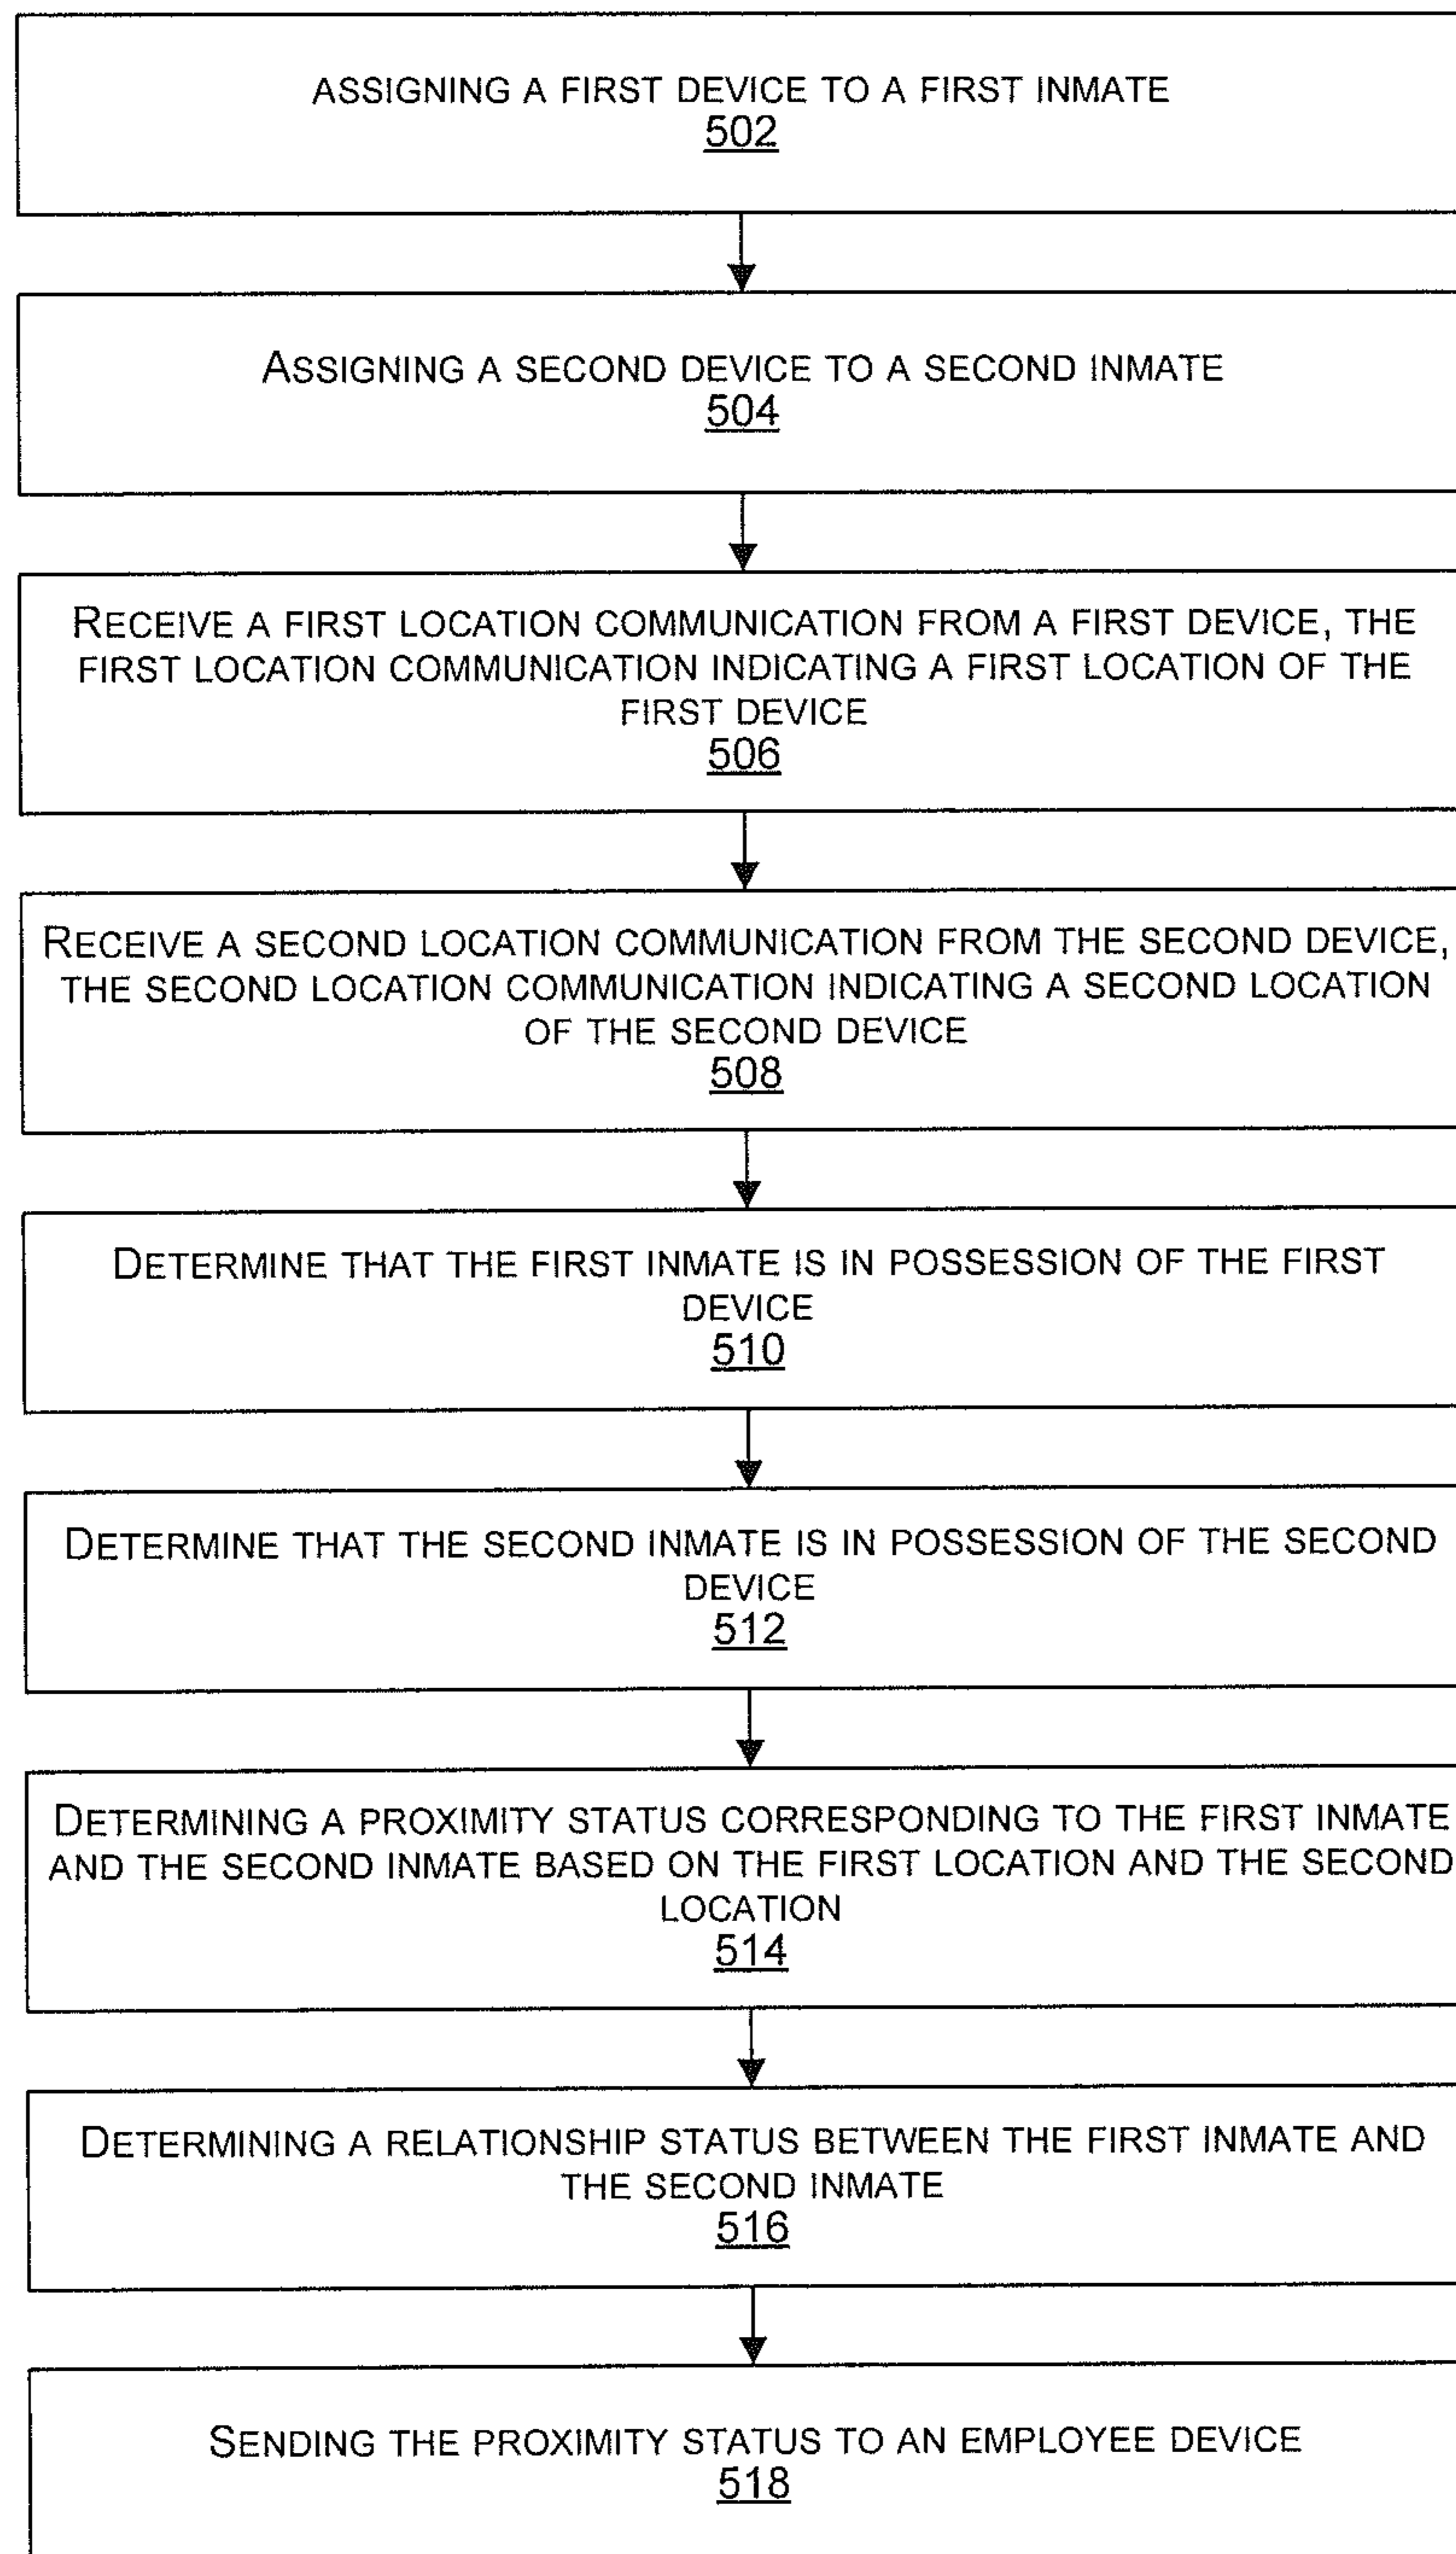 ASSIGNING A FIRST DEVICE TO A FIRST INMATE
502
ASSIGNING A SECOND DEVICE TO A SECOND INMATE
504
RECEIVE A FIRST LOCATION COMMUNICATION FROM A FIRST DEVICE, THE
FIRST LOCATION COMMUNICATION INDICATING A FIRST LOCATION OF THE
FIRST DEVICE
506
RECEIVE A SECOND LOCATION COMMUNICATION FROM THE SECOND DEVICE,
THE SECOND LOCATION COMMUNICATION INDICATING A SECOND LOCATION
OF THE SECOND DEVICE
508
DETERMINE THAT THE FIRST INMATE IS IN POSSESSION OF THE FIRST
DEVICE
510
DETERMINE THAT THE SECOND INMATE IS IN POSSESSION OF THE SECOND
DEVICE
512
DETERMINING A PROXIMITY STATUS CORRESPONDING TO THE FIRST INMATE
AND THE SECOND INMATE BASED ON THE FIRST LOCATION AND THE SECOND
LOCATION
514
DETERMINING A RELATIONSHIP STATUS BETWEEN THE FIRST INMATE AND
THE SECOND INMATE
516
SENDING THE PROXIMITY STATUS TO AN EMPLOYEE DEVICE
518